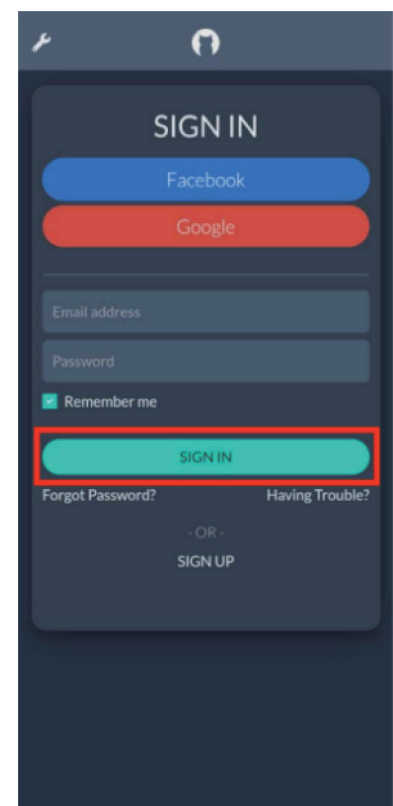 SIGN IN
Facebook
Google
Email address
Password
Remember me
SIGN IN
Forgot Password? Having Trouble?
- OR -
SIGN UP